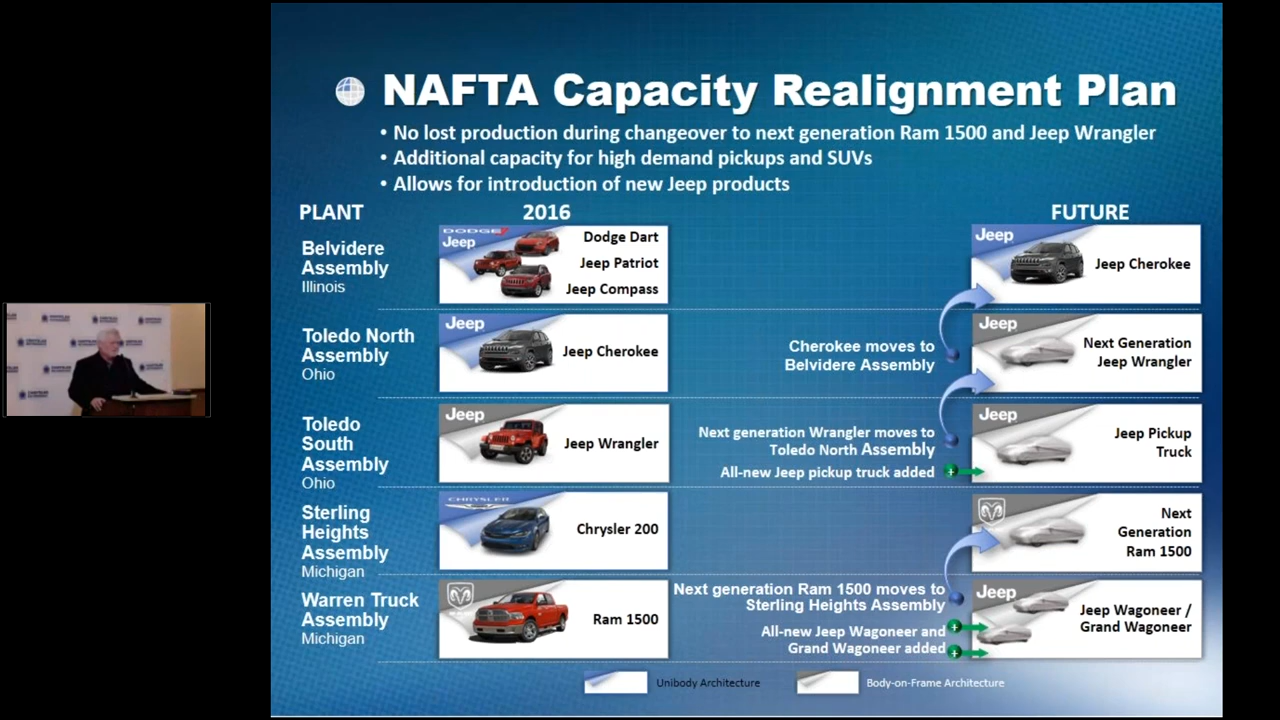 NAFTA Capacity Realignment Plan
• No lost production during changeover to next generation Ram 1500 and Jeep Wrangler
• Additional capacity for high demand pickups and SUVs
• Allows for introduction of new Jeep products
PLANT 2016 FUTURE
Belvidere
Assembly
Illinois
DODGE
Jeep
Dodge Dart
Jeep Patriot
Jeep Compass
Jeep
Jeep Cherokee
Toledo North
Assembly
Ohio
Jeep
Jeep Cherokee
Cherokee moves to
Belvidere Assembly
Jeep
Next Generation
Jeep Wrangler
Toledo
South
Assembly
Ohio
Jeep
Jeep Wrangler
Next generation Wrangler moves to
Toledo North Assembly
All-new Jeep pickup truck added
Jeep
Jeep Pickup
Truck
Sterling
Heights
Assembly
Michigan
CHRYSLER
Chrysler 200
Next
Generation
Ram 1500
Warren Truck
Assembly
Michigan
Ram 1500
Next generation Ram 1500 moves to
Sterling Heights Assembly
All-new Jeep Wagoneer and
Grand Wagoneer added
Jeep
Jeep Wagoneer /
Grand Wagoneer
Unibody Architecture
Body-on-Frame Architecture